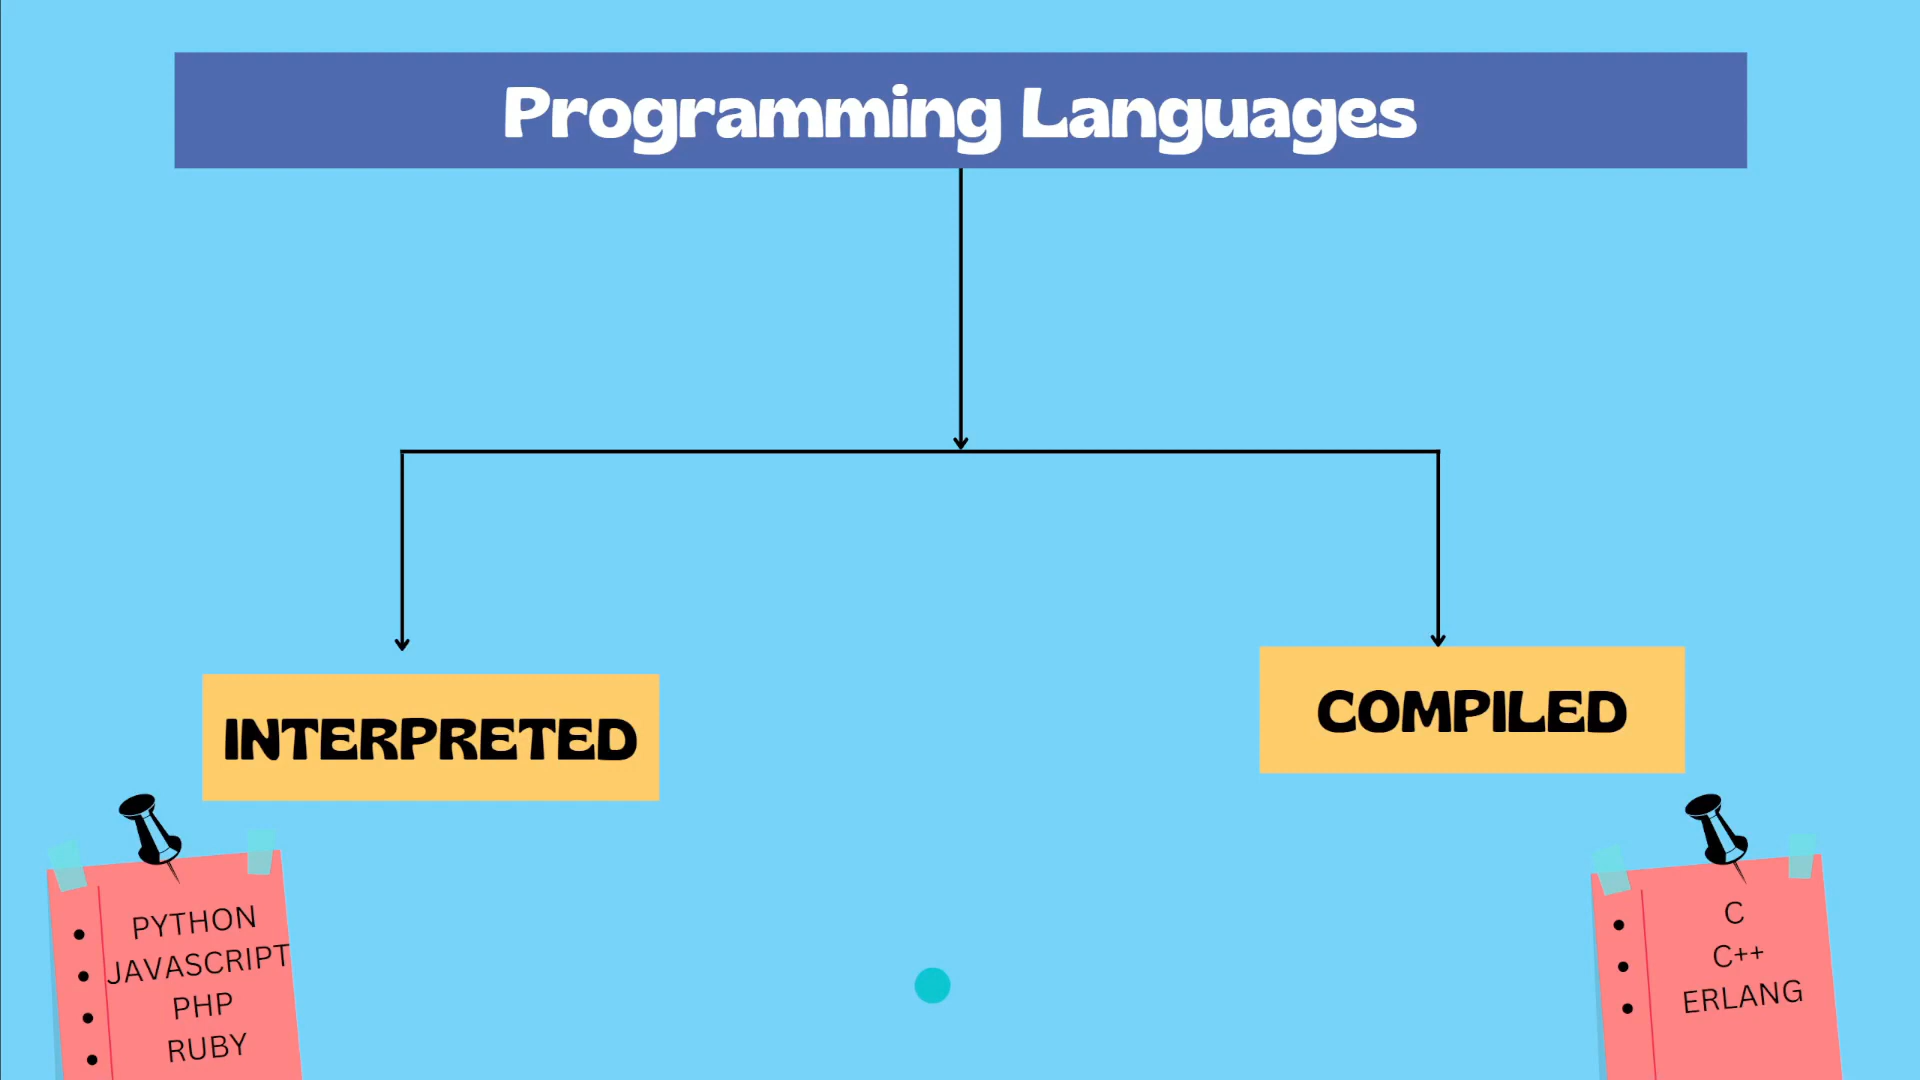 Programming Languages
INTERPRETED
COMPILED
PYTHON
JAVASCRIPT
PHP
RUBY
C
C++
ERLANG